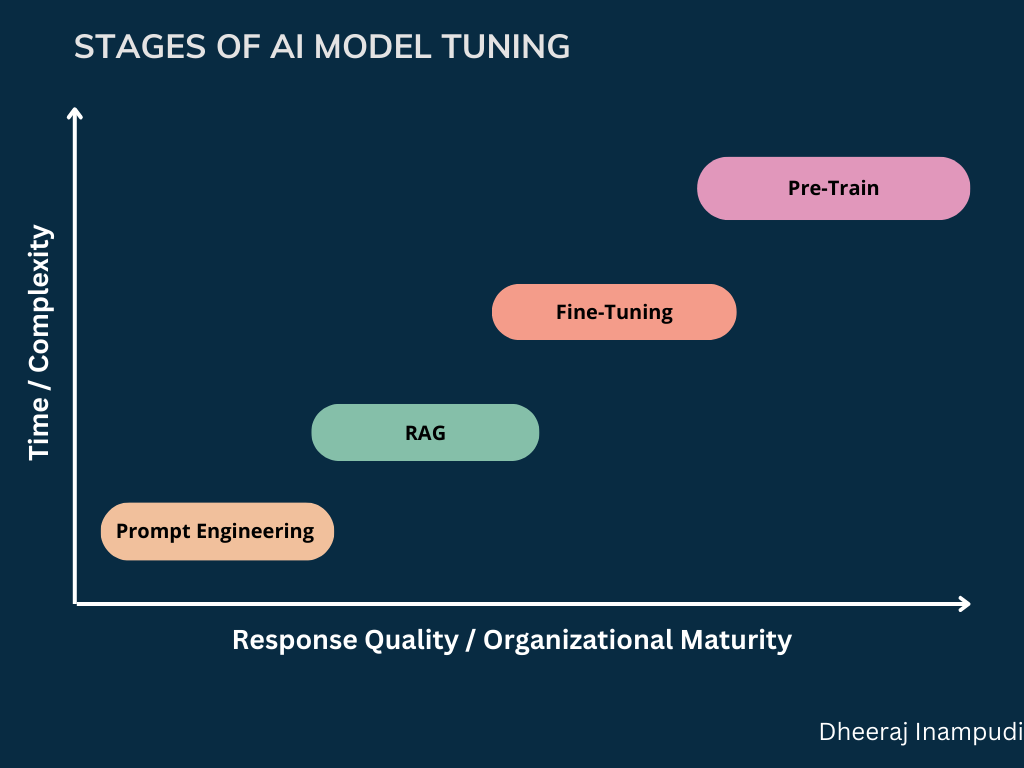 STAGES OF AI MODEL TUNING
Time / Complexity
Pre-Train
Fine-Tuning
RAG
Prompt Engineering
Response Quality / Organizational Maturity
Dheeraj Inampudi